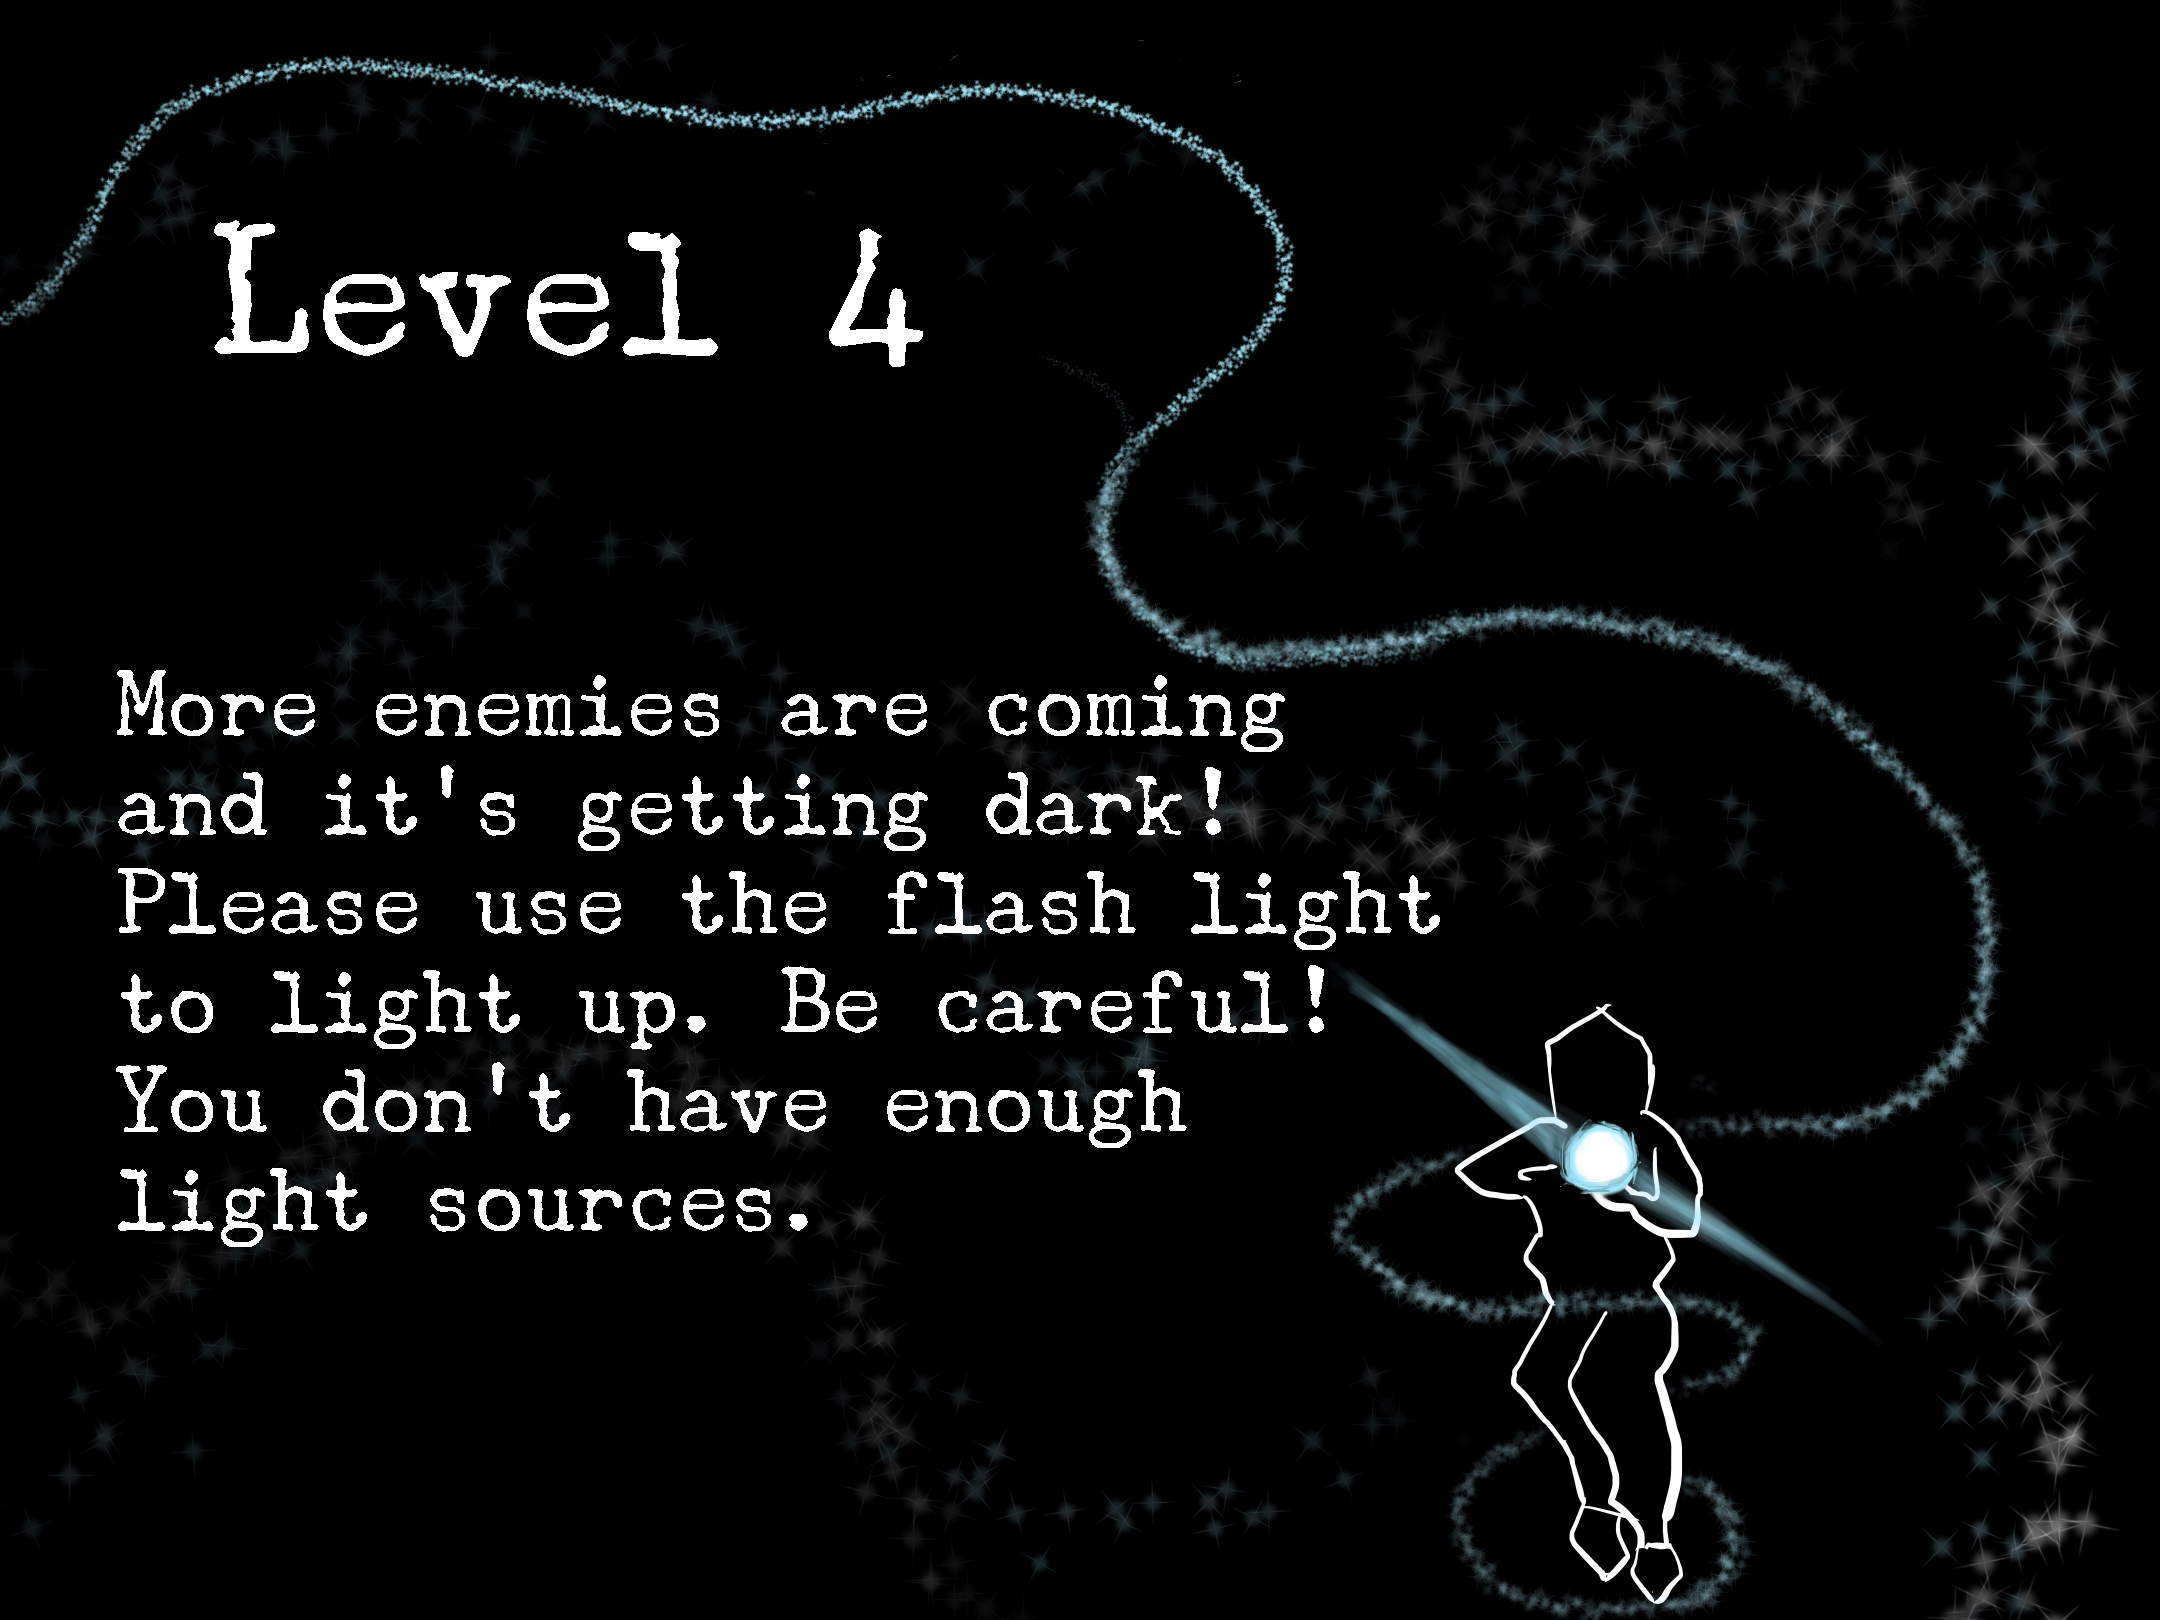 Level 4
More enemies are coming
and it's getting dark!
Please use the flash light
to light up. Be careful!
You don't have enough
light sources.